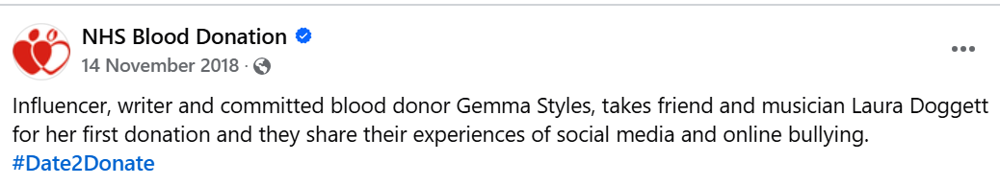 NHS Blood Donation
14 November 2018 ·
Influencer, writer and committed blood donor Gemma Styles, takes friend and musician Laura Doggett
for her first donation and they share their experiences of social media and online bullying.
#Date2Donate